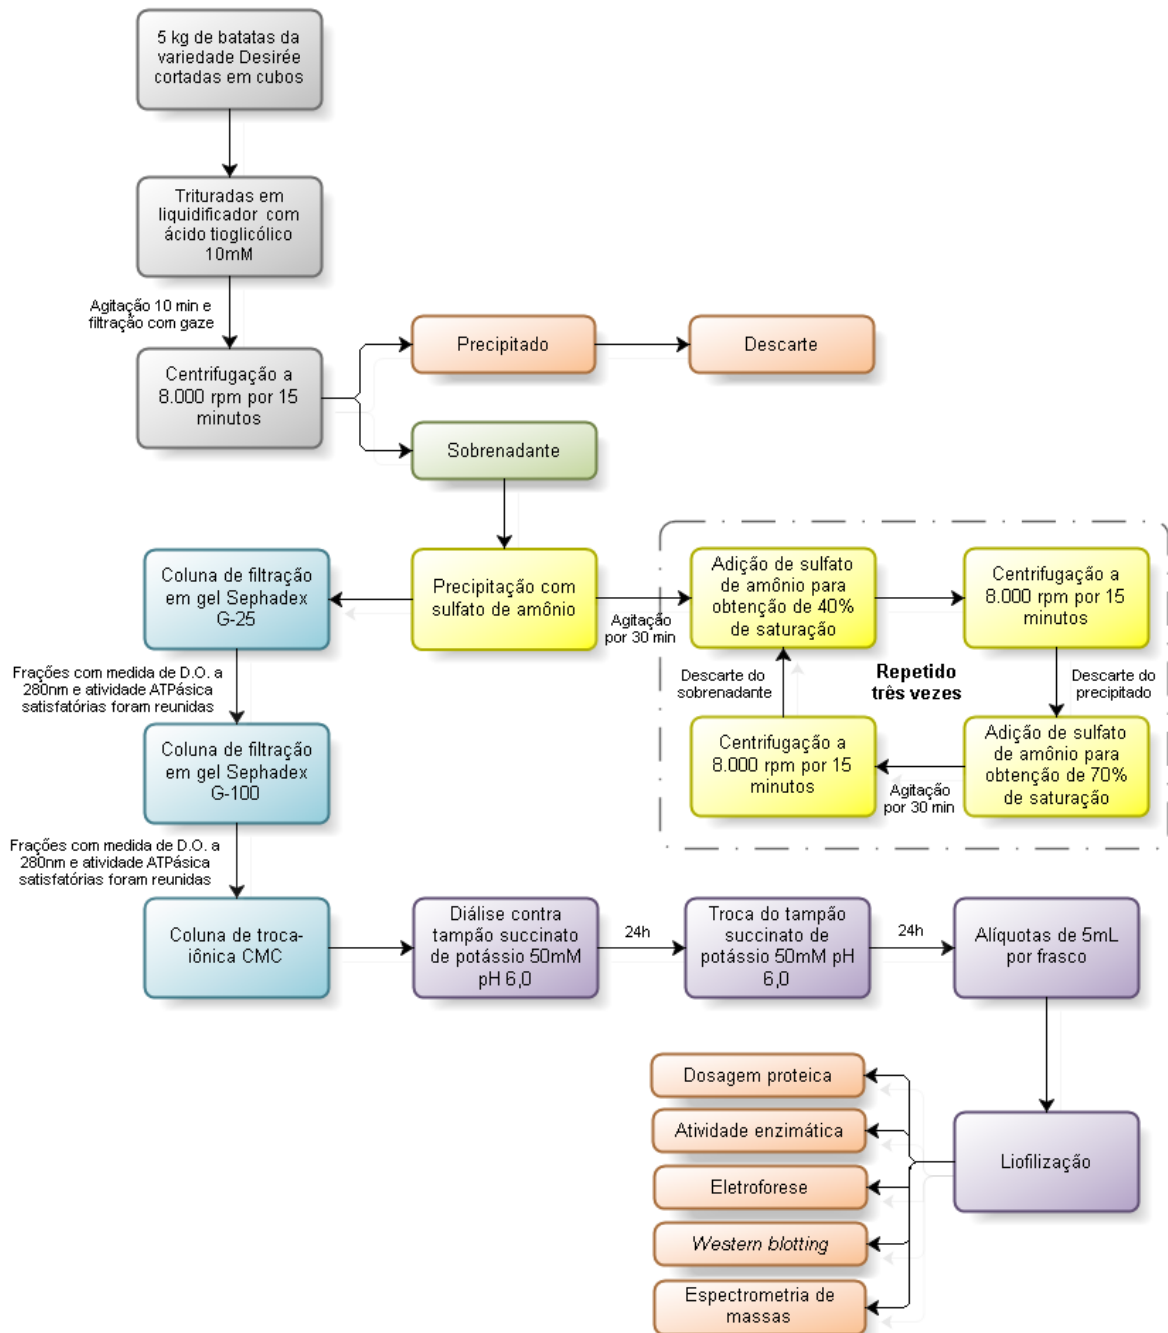 5 kg de batatas da
variedade Desirée
cortadas em cubos
Trituradas em
liquidificador com
ácido tioglicólico
10mM
Agitação 10 min e
filtração com gaze
Centrifugação a
8.000 rpm por 15
minutos
Precipitado
Descarte
Sobrenadante
Precipitação com
sulfato de amônio
Agitação
por 30 min
Adição de sulfato
de amônio para
obtenção de 40%
de saturação
Centrifugação a
8.000 rpm por 15
minutos
Descarte do
precipitado
Repetido
três vezes
Descarte do
sobrenadante
Adição de sulfato
de amônio para
obtenção de 70%
de saturação
Agitação
por 30 min
Centrifugação a
8.000 rpm por 15
minutos
Coluna de filtração
em gel Sephadex
G-25
Frações com medida de D.O. a
280nm e atividade ATPásica
satisfatórias foram reunidas
Coluna de filtração
em gel Sephadex
G-100
Frações com medida de D.O. a
280nm e atividade ATPásica
satisfatórias foram reunidas
Coluna de troca-
iônica CMC
Diálise contra
tampão succinato
de potássio 50mM
pH 6,0
24h
Troca do tampão
succinato de
potássio 50mM pH
6,0
24h
Alíquotas de 5mL
por frasco
Liofilização
Dosagem proteica
Atividade enzimática
Eletroforese
Western blotting
Espectrometria de
massas